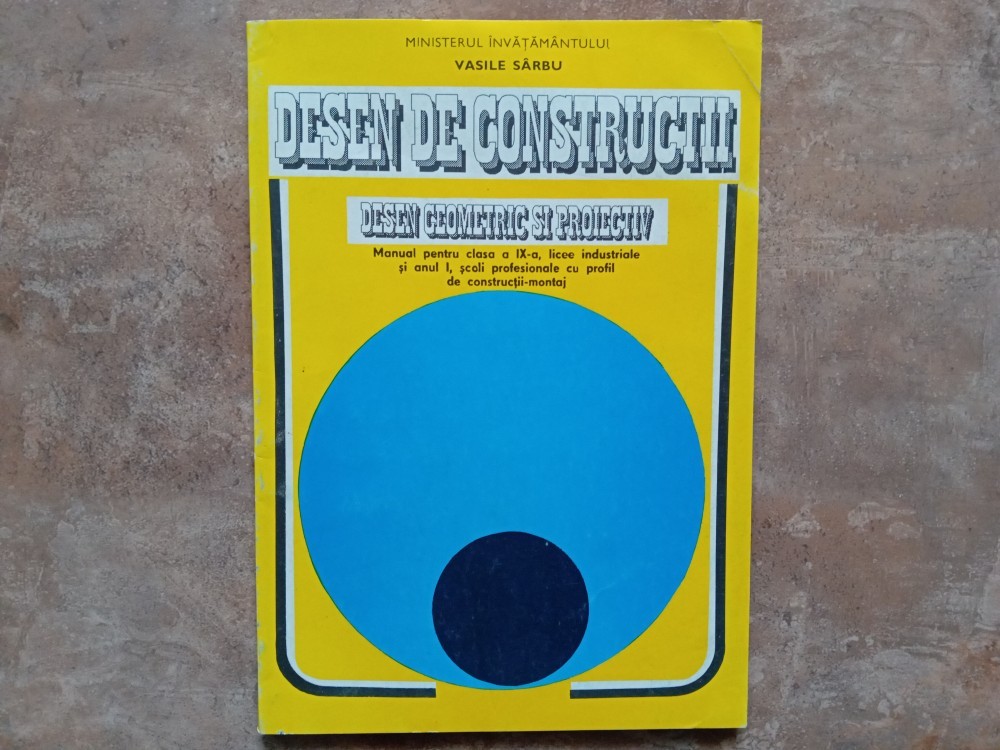 MINISTERUL ÎNVĂȚĂMÂNTULUI
VASILE SÂRBU
DESEN DE CONSTRUCTII
DESEN GEOMETRIC SI PROIECTIV
Manual pentru clasa a IX-a, licee industriale
și anul I, școli profesionale cu profil
de construcții-montaj